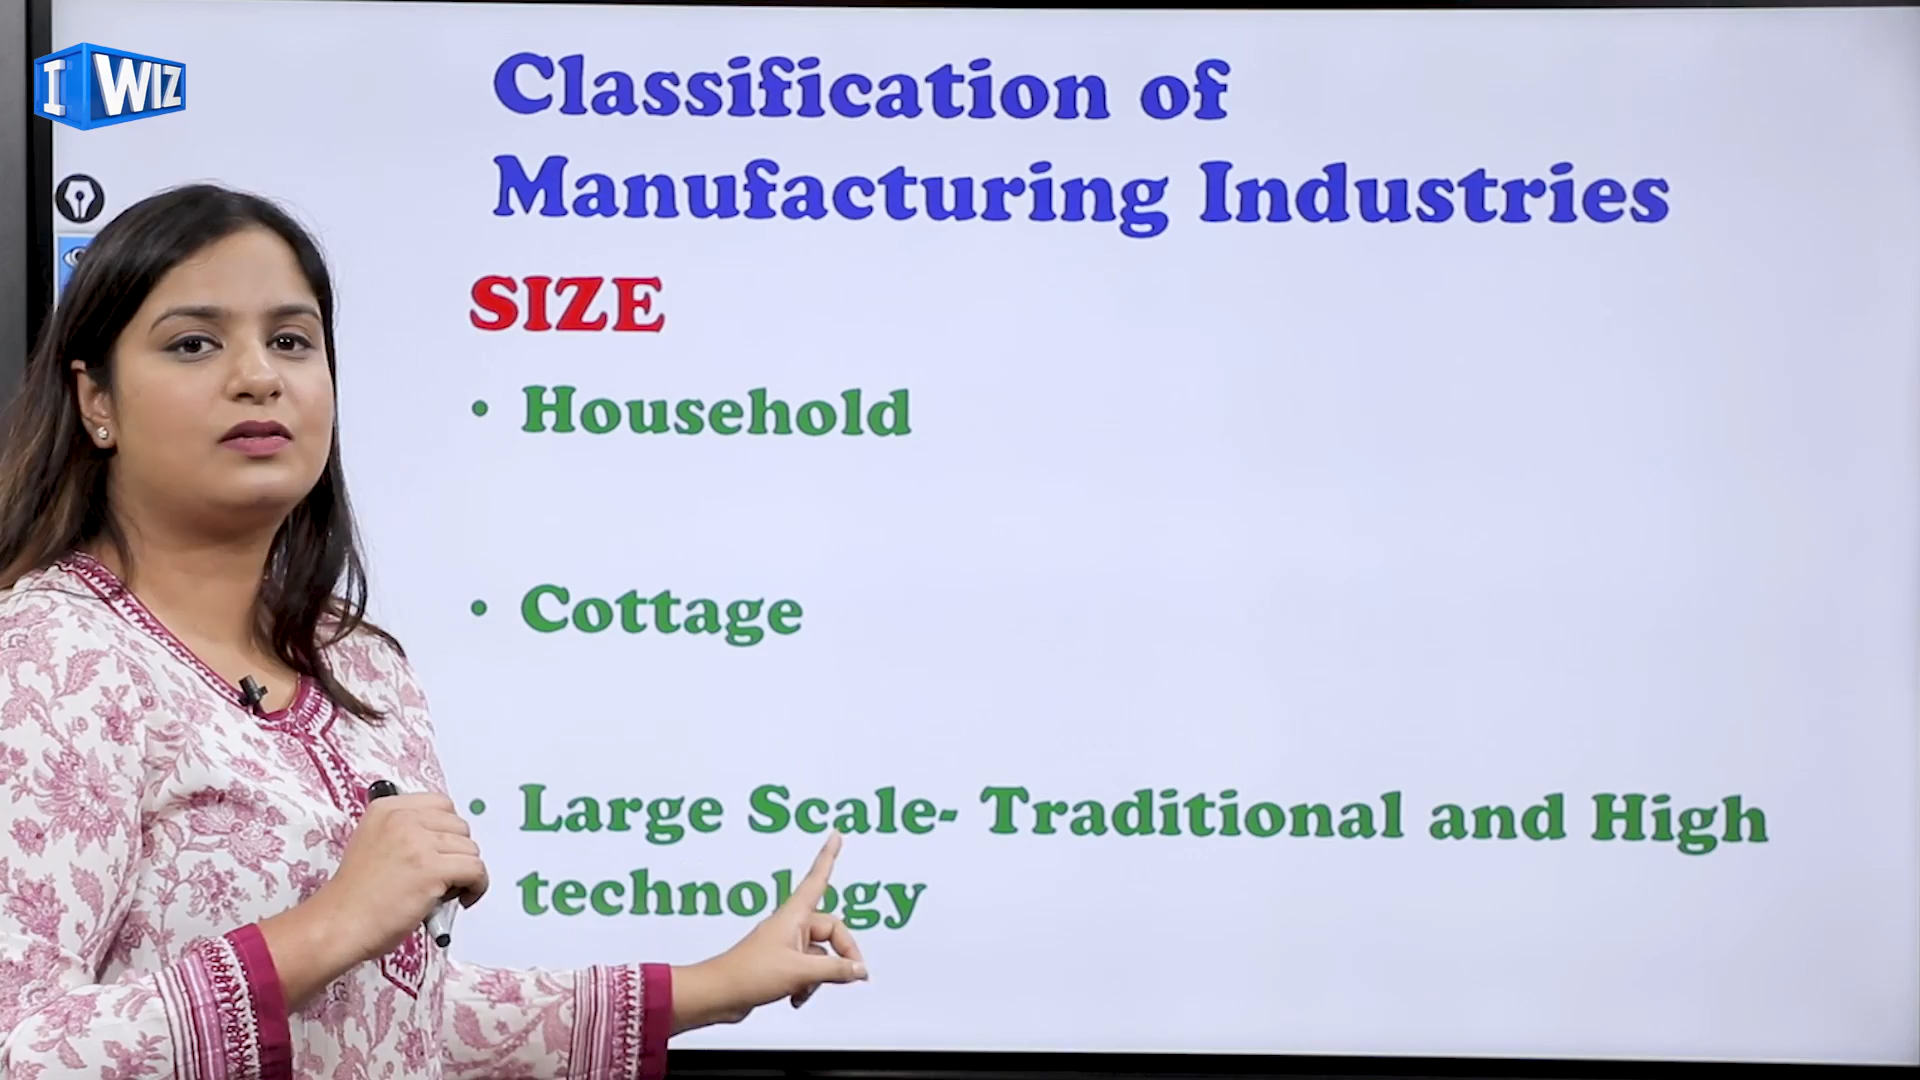 I WIZ
Classification of
Manufacturing Industries
SIZE
• Household
• Cottage
• Large Scale- Traditional and High
technology